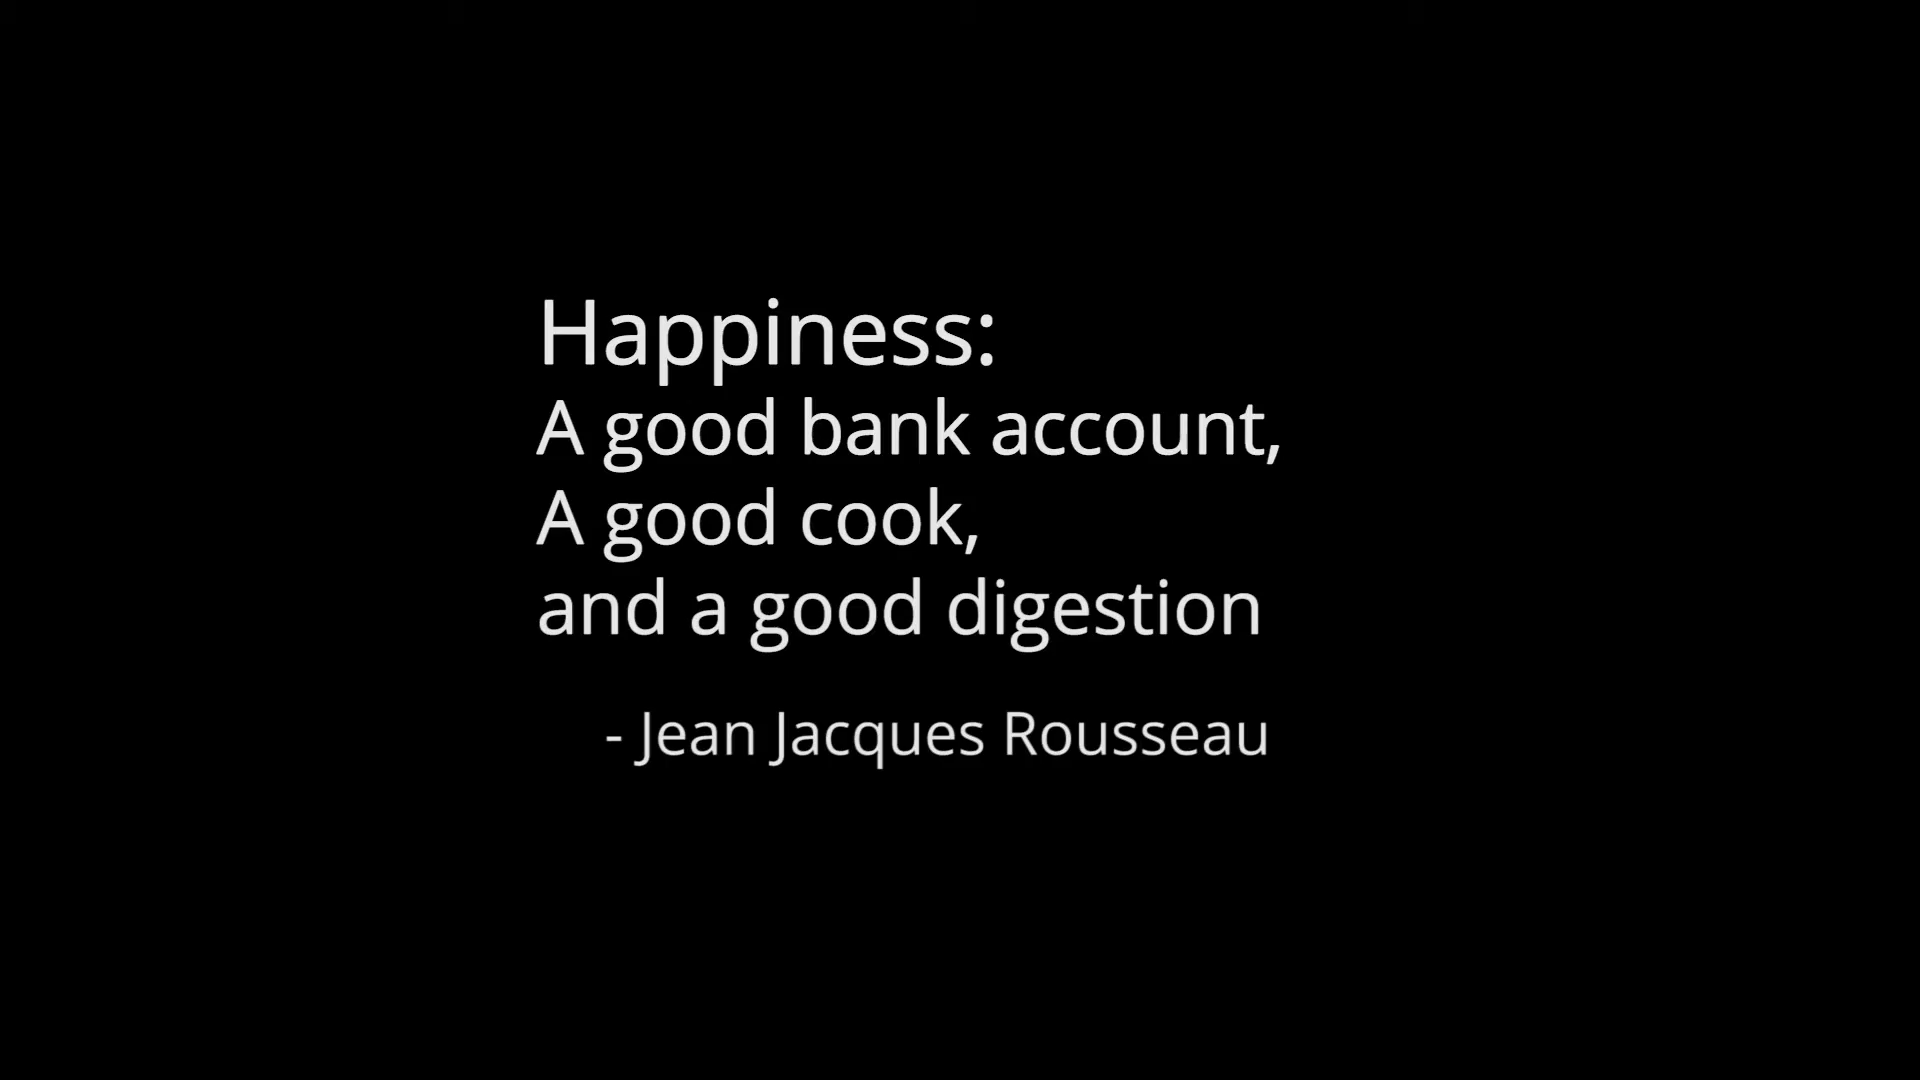 Happiness:
A good bank account,
A good cook,
and a good digestion
- Jean Jacques Rousseau